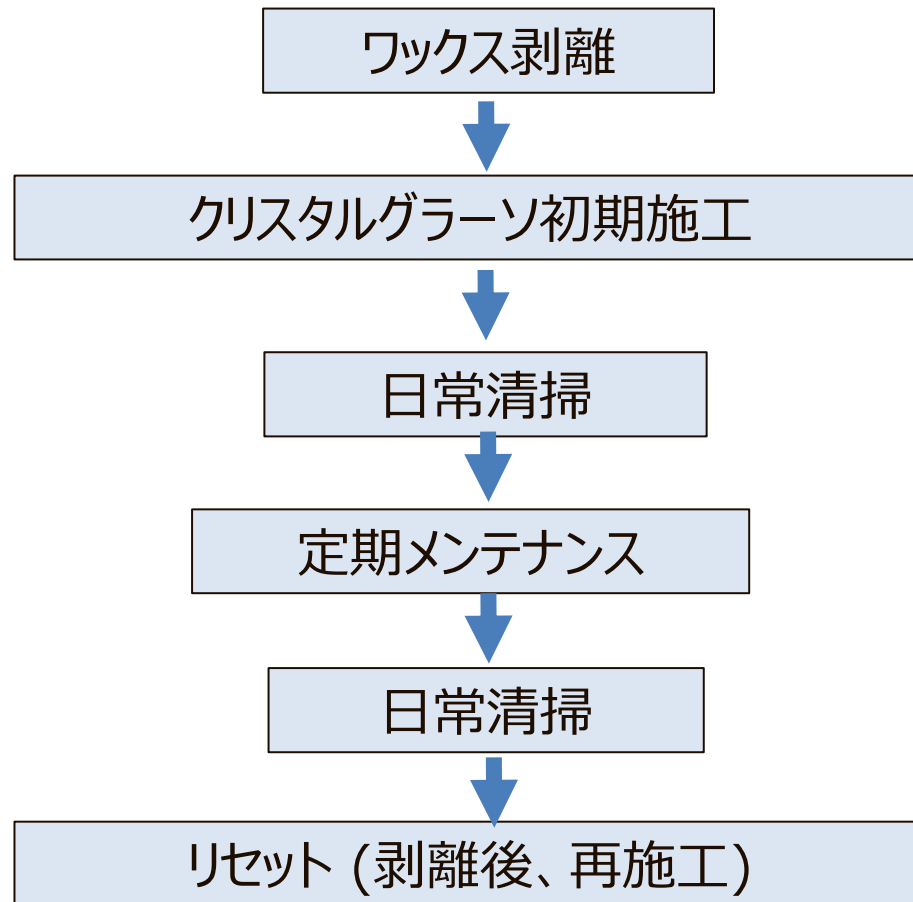 ワックス剥離
クリスタルグラーソ初期施工
日常清掃
定期メンテナンス
日常清掃
リセット (剥離後、再施工)